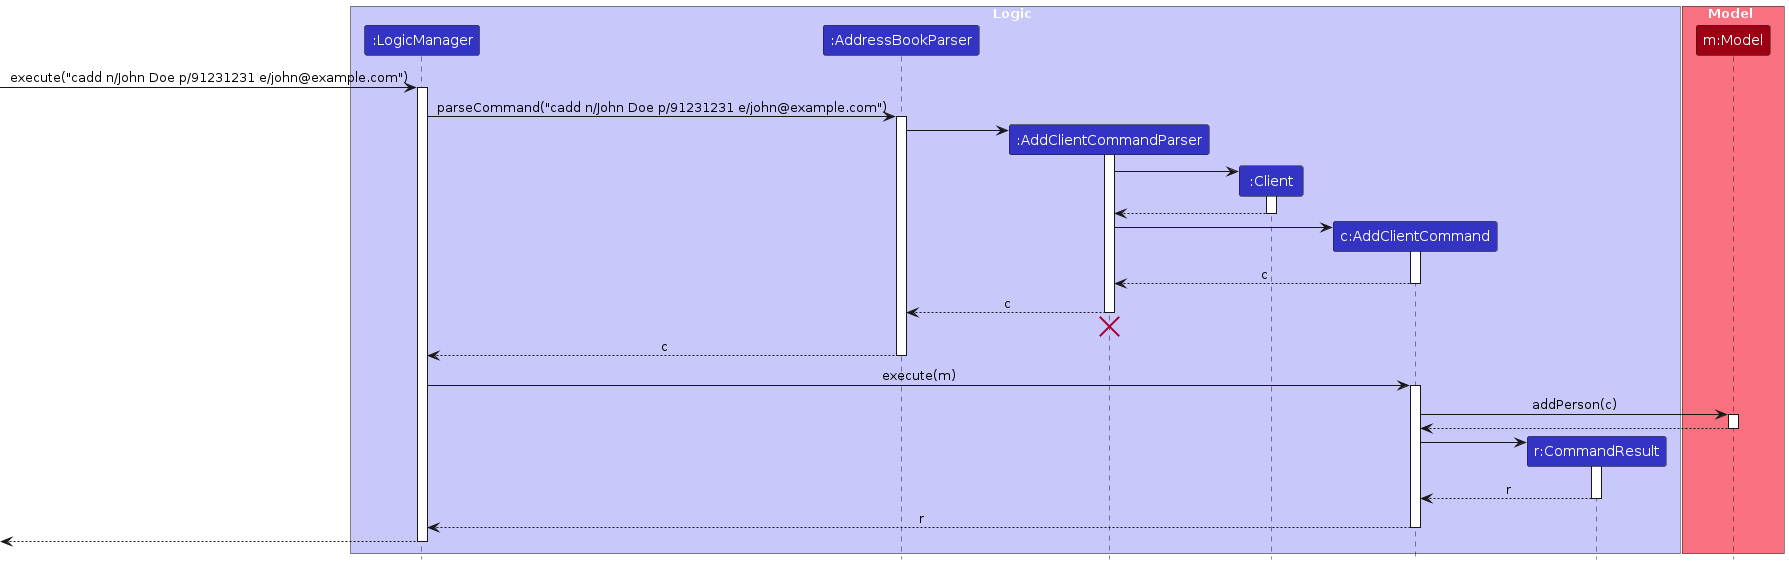 Logic
Model
:LogicManager
:AddressBookParser
m:Model
execute("cadd n/John Doe p/91231231 e/john@example.com")
parseCommand("cadd n/John Doe p/91231231 e/john@example.com")
:AddClientCommandParser
:Client
c:AddClientCommand
c
c
c
execute(m)
addPerson(c)
r:CommandResult
r
r